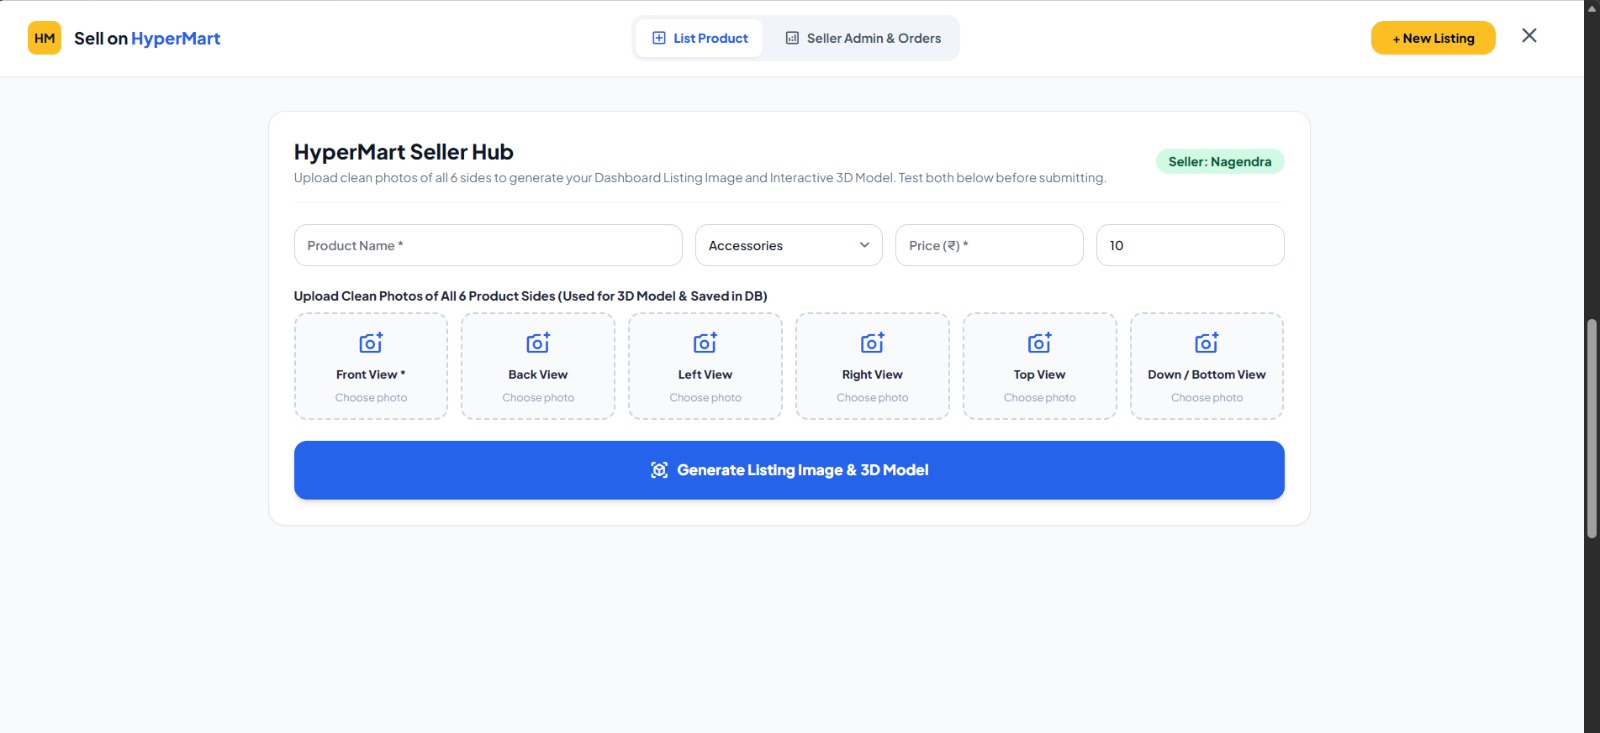 HM Sell on HyperMart
List Product
Seller Admin & Orders
+ New Listing
HyperMart Seller Hub
Upload clean photos of all 6 sides to generate your Dashboard Listing Image and Interactive 3D Model. Test both below before submitting.
Seller: Nagendra
Product Name *
Accessories
Price (₹) *
10
Upload Clean Photos of All 6 Product Sides (Used for 3D Model & Saved in DB)
Front View *
Choose photo
Back View
Choose photo
Left View
Choose photo
Right View
Choose photo
Top View
Choose photo
Down / Bottom View
Choose photo
Generate Listing Image & 3D Model